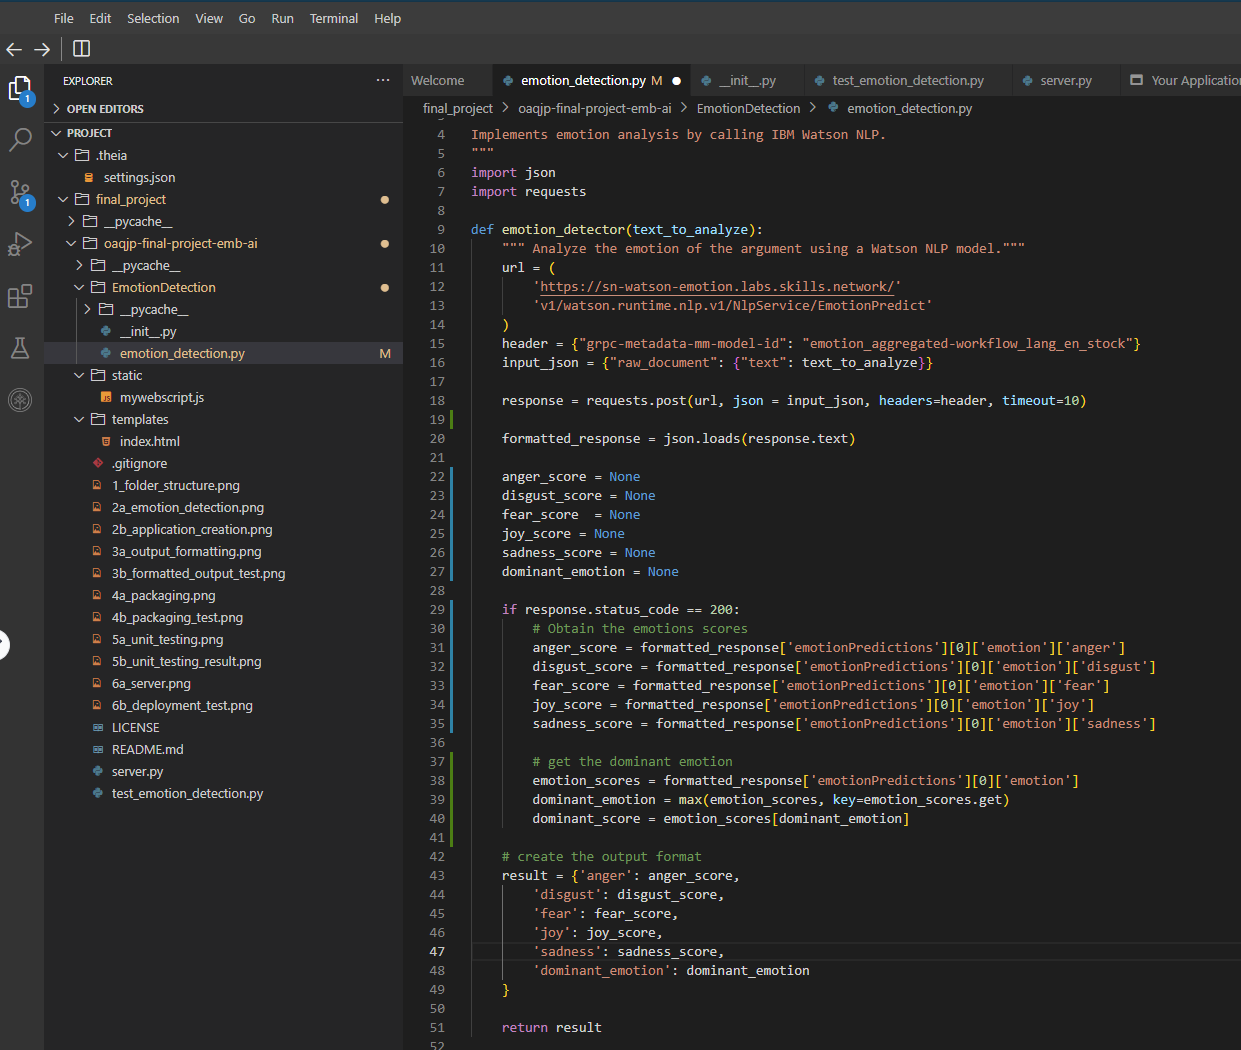 File Edit Selection View Go Run Terminal Help
EXPLORER
Welcome
emotion_detection.py M
__init__.py
test_emotion_detection.py
server.py
Your Application
1
1
OPEN EDITORS
PROJECT
.theia
settings.json
final_project
__pycache__
oaqjp-final-project-emb-ai
__pycache__
EmotionDetection
__pycache__
__init__.py
emotion_detection.py M
static
mywebscript.js
templates
index.html
.gitignore
1_folder_structure.png
2a_emotion_detection.png
2b_application_creation.png
3a_output_formatting.png
3b_formatted_output_test.png
4a_packaging.png
4b_packaging_test.png
5a_unit_testing.png
5b_unit_testing_result.png
6a_server.png
6b_deployment_test.png
LICENSE
README.md
server.py
test_emotion_detection.py
final_project > oaqjp-final-project-emb-ai > EmotionDetection > emotion_detection.py
4 Implements emotion analysis by calling IBM Watson NLP.
5 """
6 import json
7 import requests
8
9 def emotion_detector(text_to_analyze):
10     """ Analyze the emotion of the argument using a Watson NLP model."""
11     url = (
12         'https://sn-watson-emotion.labs.skills.network/'
13         'v1/watson.runtime.nlp.v1/NlpService/EmotionPredict'
14     )
15     header = {"grpc-metadata-mm-model-id": "emotion_aggregated-workflow_lang_en_stock"}
16     input_json = {"raw_document": {"text": text_to_analyze}}
17
18     response = requests.post(url, json = input_json, headers=header, timeout=10)
19
20     formatted_response = json.loads(response.text)
21
22     anger_score = None
23     disgust_score = None
24     fear_score  = None
25     joy_score = None
26     sadness_score = None
27     dominant_emotion = None
28
29     if response.status_code == 200:
30         # Obtain the emotions scores
31         anger_score = formatted_response['emotionPredictions'][0]['emotion']['anger']
32         disgust_score = formatted_response['emotionPredictions'][0]['emotion']['disgust']
33         fear_score = formatted_response['emotionPredictions'][0]['emotion']['fear']
34         joy_score = formatted_response['emotionPredictions'][0]['emotion']['joy']
35         sadness_score = formatted_response['emotionPredictions'][0]['emotion']['sadness']
36
37         # get the dominant emotion
38         emotion_scores = formatted_response['emotionPredictions'][0]['emotion']
39         dominant_emotion = max(emotion_scores, key=emotion_scores.get)
40         dominant_score = emotion_scores[dominant_emotion]
41
42     # create the output format
43     result = {'anger': anger_score,
44         'disgust': disgust_score,
45         'fear': fear_score,
46         'joy': joy_score,
47         'sadness': sadness_score,
48         'dominant_emotion': dominant_emotion
49     }
50
51     return result
52